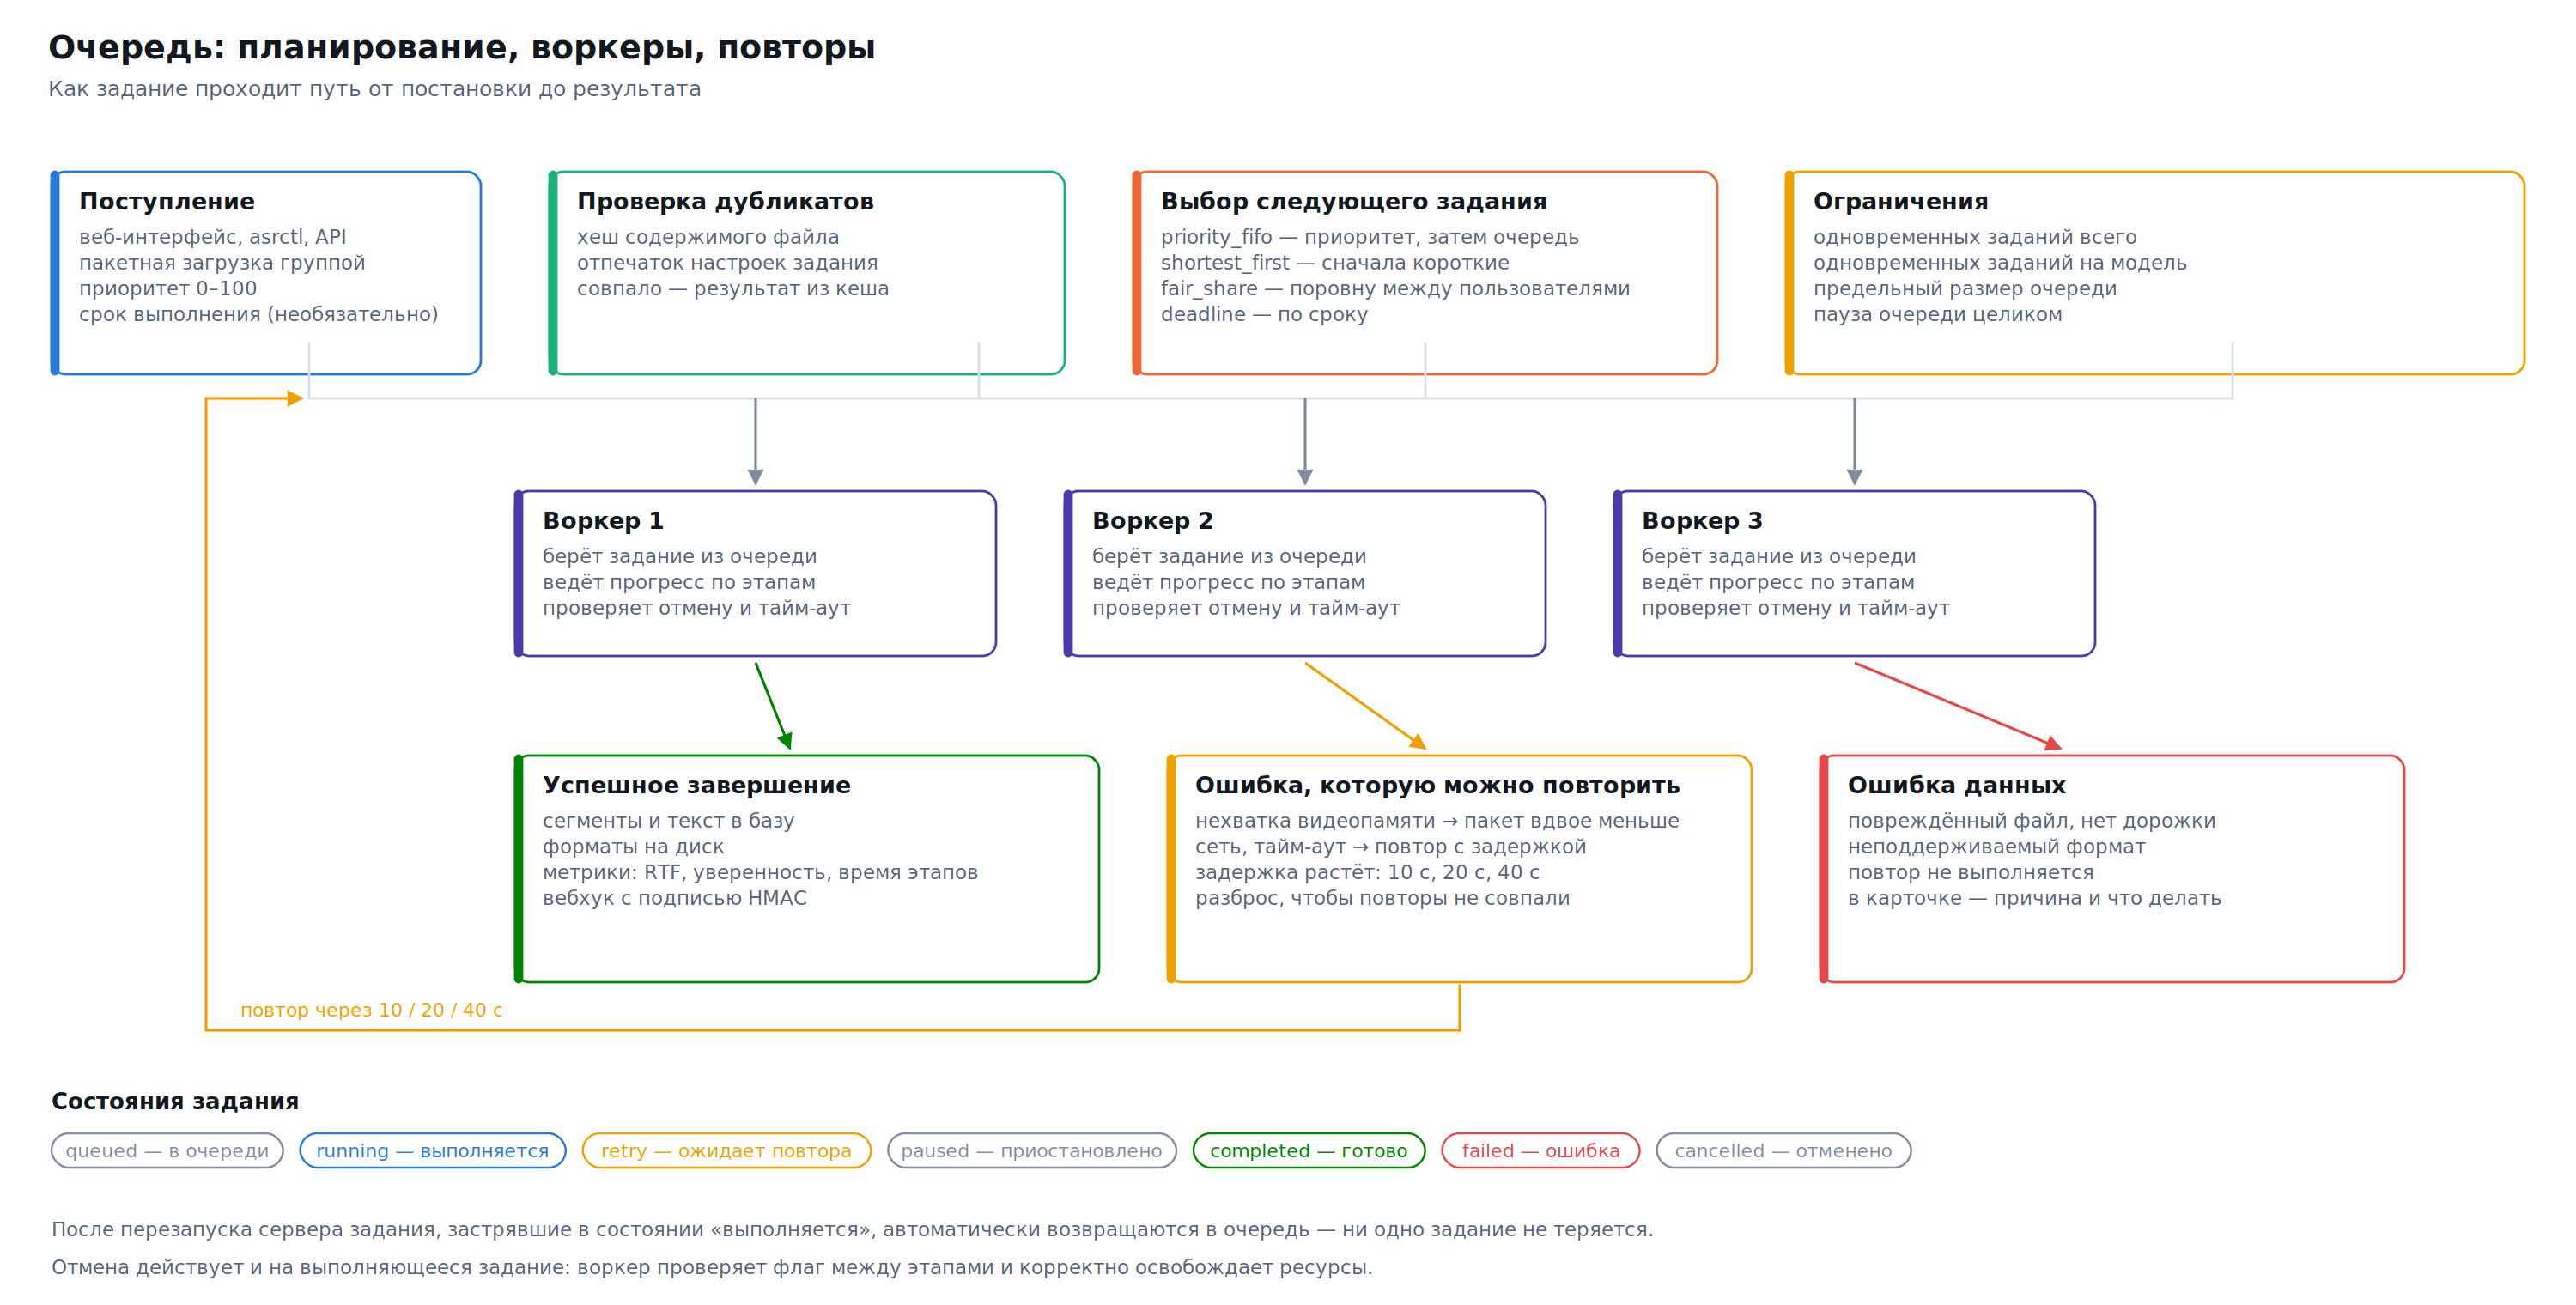 Очередь: планирование, воркеры, повторы
Как задание проходит путь от постановки до результата
Поступление
веб-интерфейс, asrctl, API
пакетная загрузка группой
приоритет 0–100
срок выполнения (необязательно)
Проверка дубликатов
хеш содержимого файла
отпечаток настроек задания
совпало — результат из кеша
Выбор следующего задания
priority_fifo — приоритет, затем очередь
shortest_first — сначала короткие
fair_share — поровну между пользователями
deadline — по сроку
Ограничения
одновременных заданий всего
одновременных заданий на модель
предельный размер очереди
пауза очереди целиком
Воркер 1
берёт задание из очереди
ведёт прогресс по этапам
проверяет отмену и тайм-аут
Воркер 2
берёт задание из очереди
ведёт прогресс по этапам
проверяет отмену и тайм-аут
Воркер 3
берёт задание из очереди
ведёт прогресс по этапам
проверяет отмену и тайм-аут
Успешное завершение
сегменты и текст в базу
форматы на диск
метрики: RTF, уверенность, время этапов
вебхук с подписью HMAC
Ошибка, которую можно повторить
нехватка видеопамяти → пакет вдвое меньше
сеть, тайм-аут → повтор с задержкой
задержка растёт: 10 с, 20 с, 40 с
разброс, чтобы повторы не совпали
Ошибка данных
повреждённый файл, нет дорожки
неподдерживаемый формат
повтор не выполняется
в карточке — причина и что делать
повтор через 10 / 20 / 40 с
Состояния задания
queued — в очереди
running — выполняется
retry — ожидает повтора
paused — приостановлено
completed — готово
failed — ошибка
cancelled — отменено
После перезапуска сервера задания, застрявшие в состоянии «выполняется», автоматически возвращаются в очередь — ни одно задание не теряется.
Отмена действует и на выполняющееся задание: воркер проверяет флаг между этапами и корректно освобождает ресурсы.